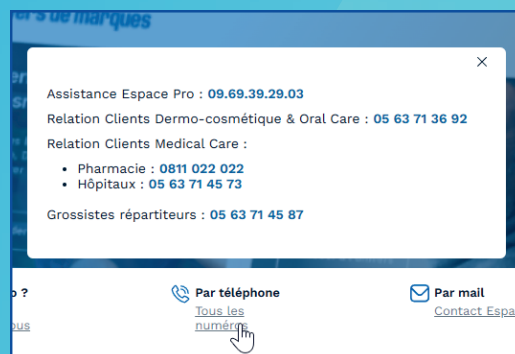 de marques
Assistance Espace Pro : 09.69.39.29.03
Relation Clients Dermo-cosmétique & Oral Care : 05 63 71 36 92
Relation Clients Medical Care :
• Pharmacie : 0811 022 022
• Hôpitaux : 05 63 71 45 73
Grossistes répartiteurs : 05 63 71 45 87
?
Par téléphone
Par mail
Tous les
numéros
Contact